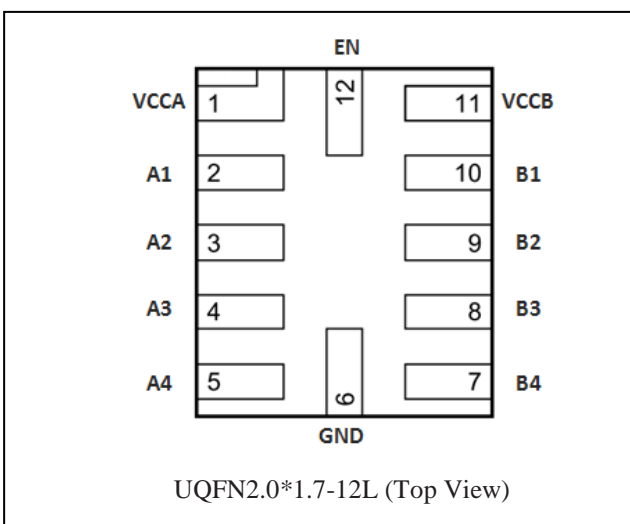 EN
VCCA 1 12 11 VCCB
A1 2 10 B1
A2 3 9 B2
A3 4 8 B3
A4 5 6 7 B4
GND
UQFN2.0*1.7-12L (Top View)